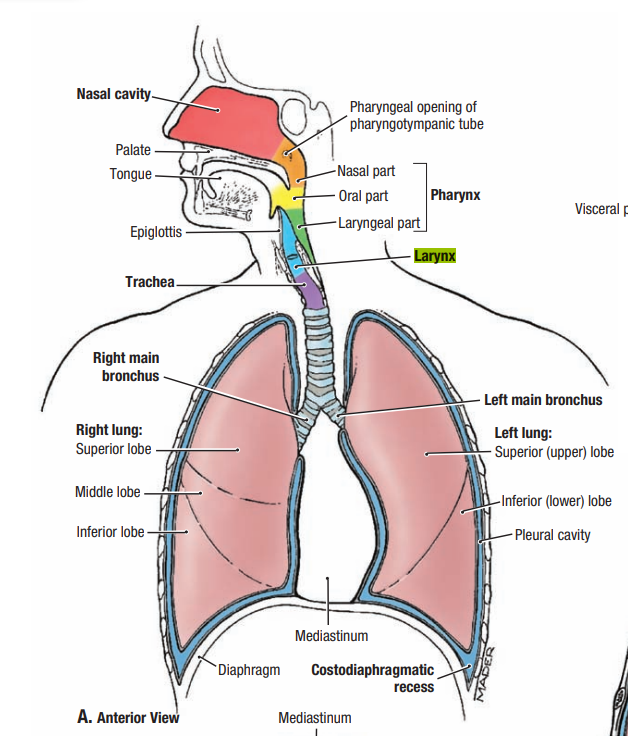 Nasal cavity
Pharyngeal opening of
pharyngotympanic tube
Palate
Tongue
Nasal part
Oral part
Pharynx
Laryngeal part
Epiglottis
Visceral p
Larynx
Trachea
Right main
bronchus
Left main bronchus
Right lung:
Superior lobe
Left lung:
Superior (upper) lobe
Middle lobe
Inferior (lower) lobe
Inferior lobe
Pleural cavity
Mediastinum
Diaphragm
Costodiaphragmatic
recess
MADER
A. Anterior View
Mediastinum